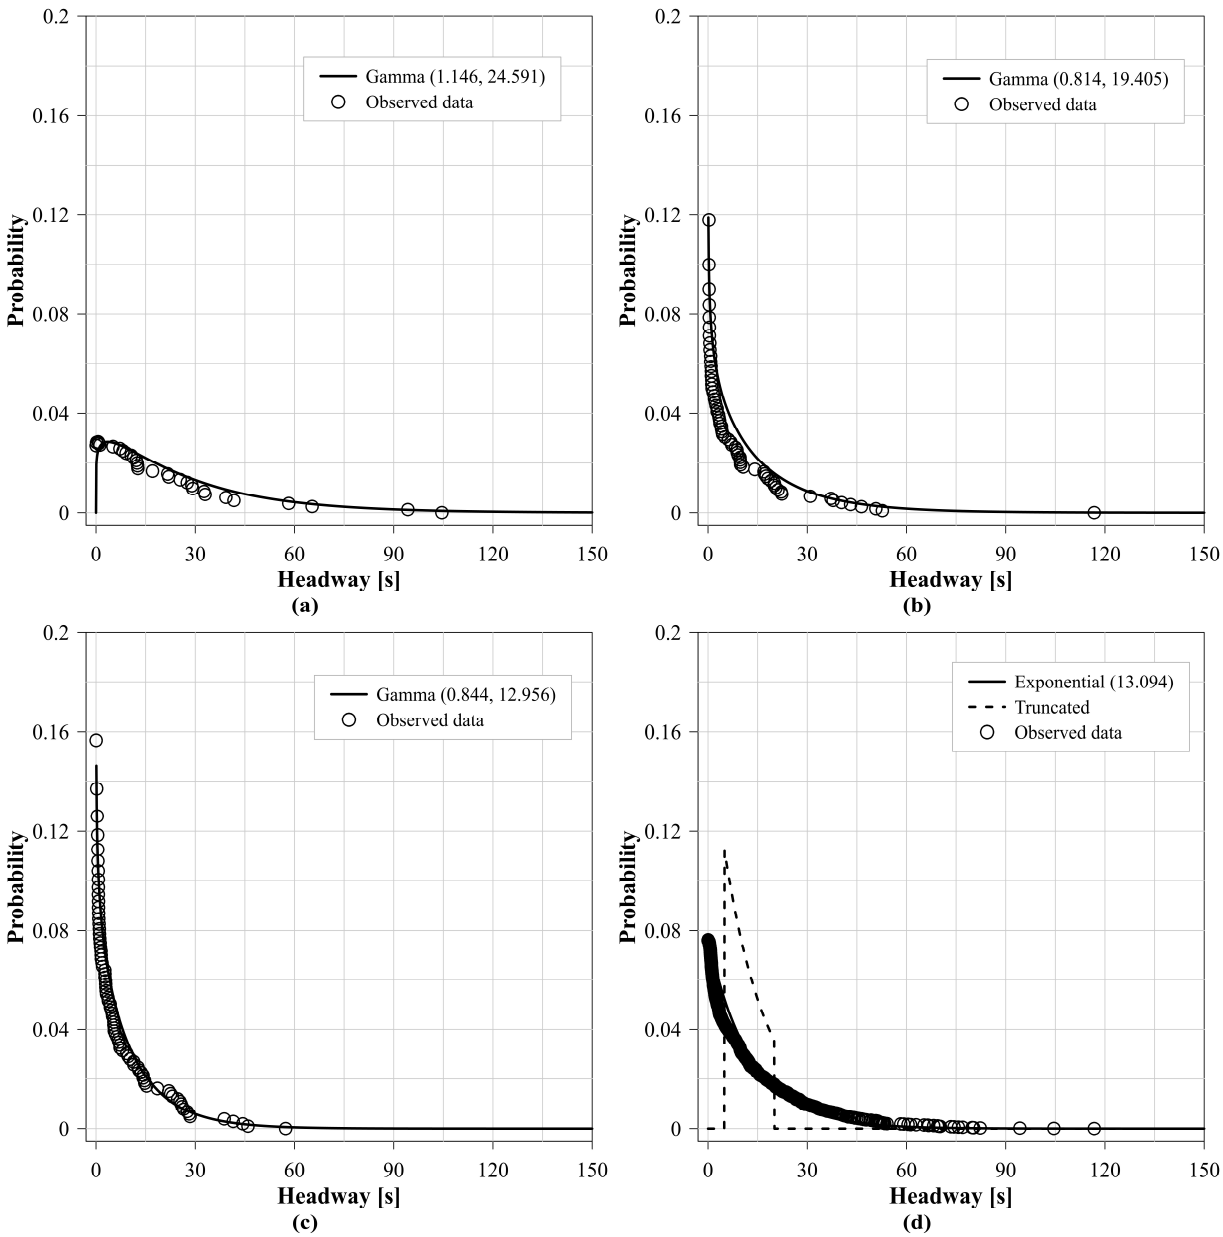 0.2
0.16
0.12
0.08
0.04
0
Probability
Gamma (1.146, 24.591)
Observed data
0 30 60 90 120 150
Headway [s]
(a)
0.2
0.16
0.12
0.08
0.04
0
Probability
Gamma (0.814, 19.405)
Observed data
0 30 60 90 120 150
Headway [s]
(b)
0.2
0.16
0.12
0.08
0.04
0
Probability
Gamma (0.844, 12.956)
Observed data
0 30 60 90 120 150
Headway [s]
(c)
0.2
0.16
0.12
0.08
0.04
0
Probability
Exponential (13.094)
Truncated
Observed data
0 30 60 90 120 150
Headway [s]
(d)